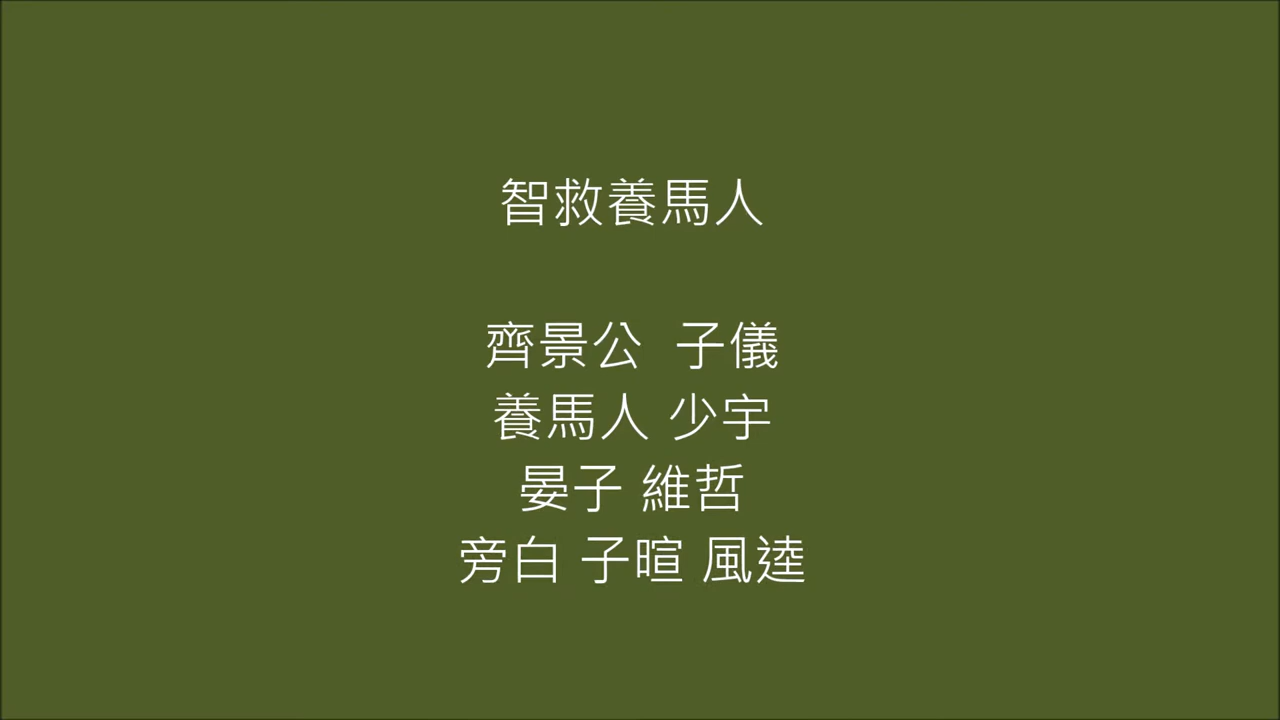 智救養馬人
齊景公 子儀
養馬人 少宇
晏子 維哲
旁白 子暄 風逵